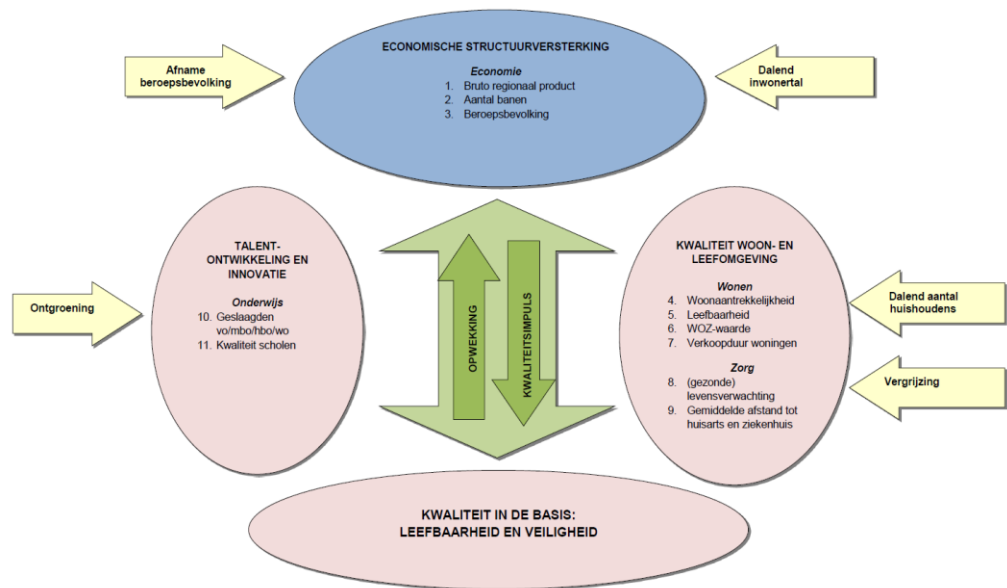 ECONOMISCHE STRUCTUURVERSTERKING
Economie
1. Bruto regionaal product
2. Aantal banen
3. Beroepsbevolking
Afname
beroepsbevolking
Dalend
inwonertal
TALENT-
ONTWIKKELING EN
INNOVATIE
Onderwijs
10. Geslaagden
vo/mbo/hbo/wo
11. Kwaliteit scholen
Ontgroening
OPWEKKING
KWALITEITSIMPULS
KWALITEIT WOON- EN
LEEFOMGEVING
Wonen
4. Woonaantrekkelijkheid
5. Leefbaarheid
6. WOZ-waarde
7. Verkoopduur woningen
Zorg
8. (gezonde)
levensverwachting
9. Gemiddelde afstand tot
huisarts en ziekenhuis
Dalend aantal
huishoudens
Vergrijzing
KWALITEIT IN DE BASIS:
LEEFBAARHEID EN VEILIGHEID